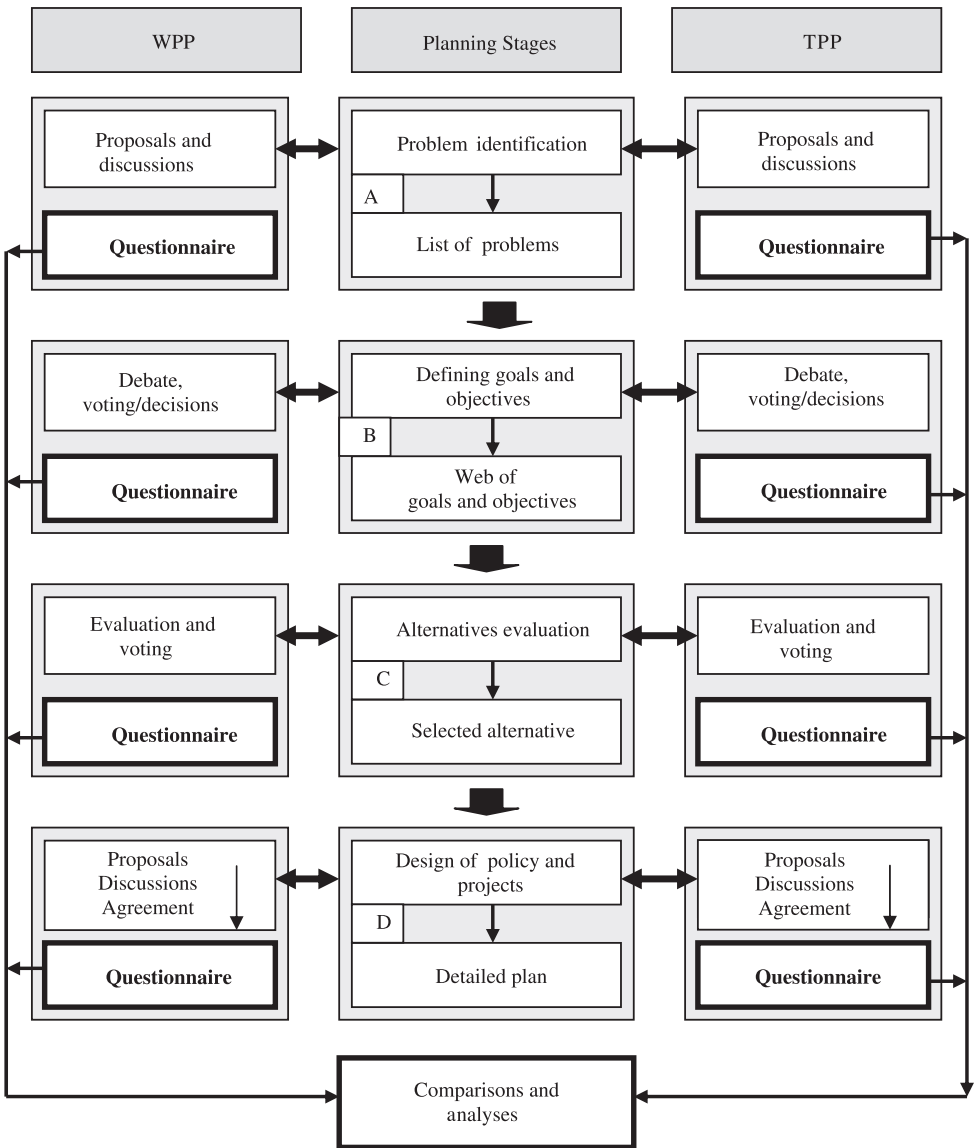 WPP
Planning Stages
TPP
Proposals and
discussions
Problem identification
Proposals and
discussions
A
Questionnaire
List of problems
Questionnaire
Debate,
voting/decisions
Defining goals and
objectives
Debate,
voting/decisions
B
Questionnaire
Web of
goals and objectives
Questionnaire
Evaluation and
voting
Alternatives evaluation
Evaluation and
voting
C
Questionnaire
Selected alternative
Questionnaire
Proposals
Discussions
Agreement
Design of policy and
projects
Proposals
Discussions
Agreement
D
Questionnaire
Detailed plan
Questionnaire
Comparisons and
analyses